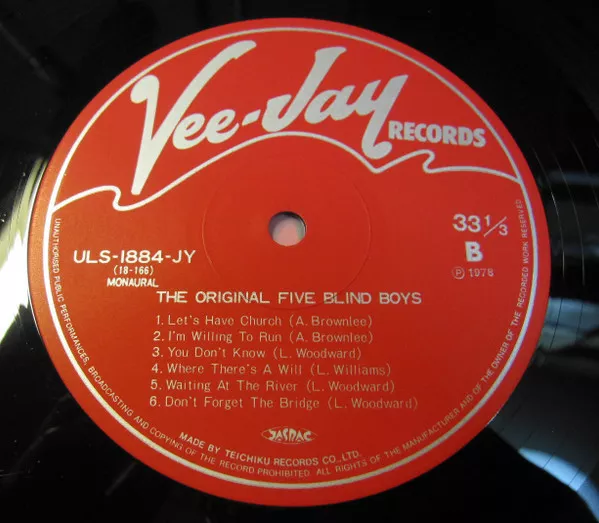 Vee-Jay
RECORDS
33 1/3
ULS-1884-JY
B
(18-166)
MONAURAL
℗ 1978
THE ORIGINAL FIVE BLIND BOYS
1. Let's Have Church (A. Brownlee)
2. I'm Willing To Run (A. Brownlee)
3. You Don't Know (L. Woodward)
4. Where There's A Will (L. Williams)
5. Waiting At The River (L. Woodward)
6. Don't Forget The Bridge (L. Woodward)
JASRAC
MADE BY TEICHIKU RECORDS CO., LTD.
UNAUTHORISED PUBLIC PERFORMANCES, BROADCASTING AND COPYING OF THE RECORD PROHIBITED. ALL RIGHTS OF THE MANUFACTURER AND OF THE OWNER OF THE RECORDED WORK RESERVED